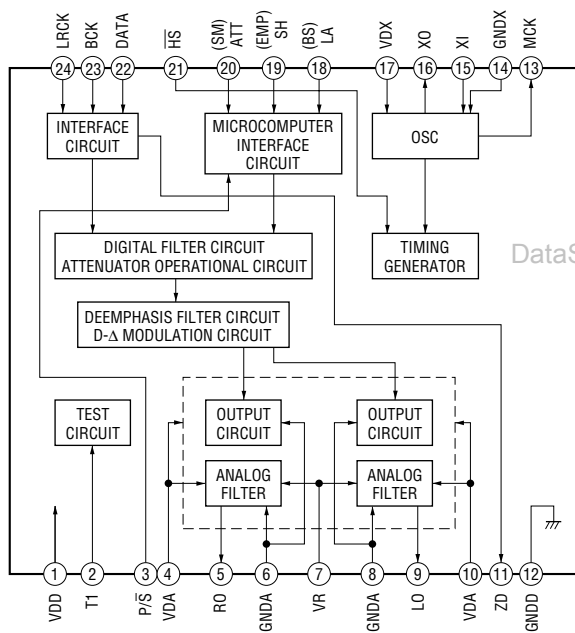 LRCK
BCK
DATA
HS
(SM)
ATT
(EMP)
SH
(BS)
LA
VDX
XO
XI
GNDX
MCK
24
23
22
21
20
19
18
17
16
15
14
13
INTERFACE
CIRCUIT
MICROCOMPUTER
INTERFACE
CIRCUIT
OSC
DIGITAL FILTER CIRCUIT
ATTENUATOR OPERATIONAL CIRCUIT
TIMING
GENERATOR
DataS
DEEMPHASIS FILTER CIRCUIT
D-Δ MODULATION CIRCUIT
TEST
CIRCUIT
OUTPUT
CIRCUIT
OUTPUT
CIRCUIT
ANALOG
FILTER
ANALOG
FILTER
1
2
3
4
5
6
7
8
9
10
11
12
VDD
T1
P/S̅
VDA
RO
GNDA
VR
GNDA
LO
VDA
ZD
GNDD